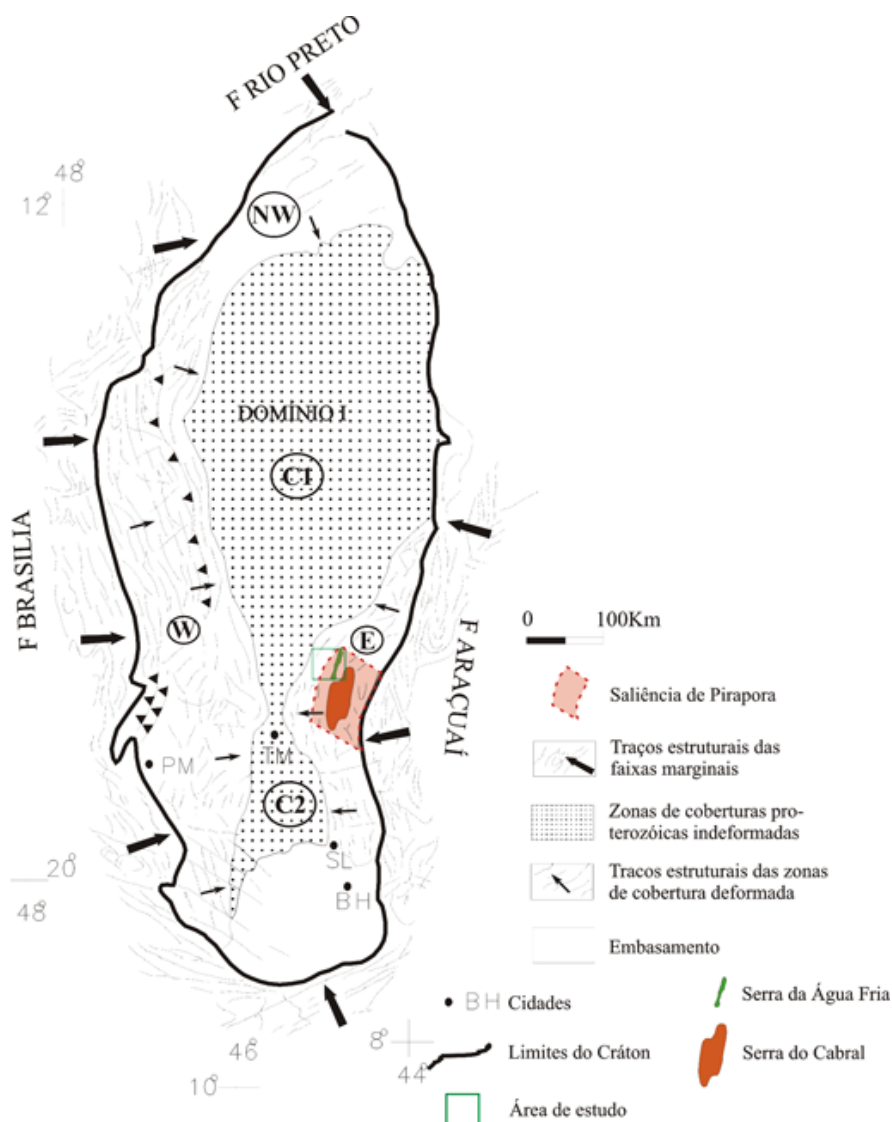 F RIO PRETO
48°
12°
NW
DOMÍNIO I
C1
F BRASILIA
W
E
F ARAÇUAÍ
TM
PM
C2
SL
BH
20°
48°
46°
10°
8°
44°
0 100Km
Saliência de Pirapora
Traços estruturais das
faixas marginais
Zonas de coberturas pro-
terozóicas indeformadas
Tracos estruturais das zonas
de cobertura deformada
Embasamento
BH Cidades
Serra da Água Fria
Limites do Cráton
Serra do Cabral
Área de estudo